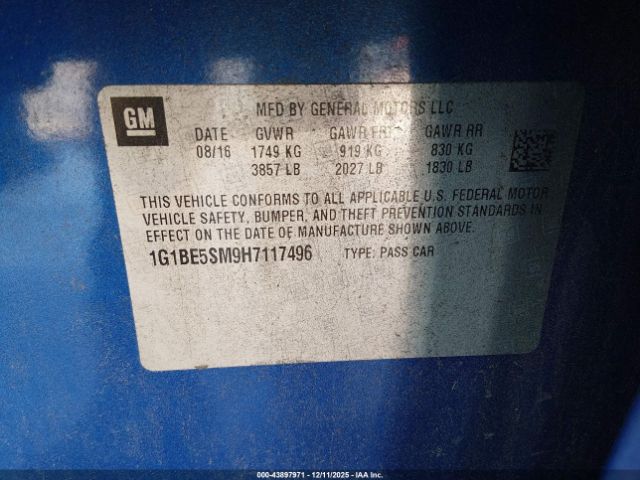 GM
MFD BY GENERAL MOTORS LLC
DATE GVWR GAWR FRT GAWR RR
08/16 1749 KG 919 KG 830 KG
3857 LB 2027 LB 1830 LB
THIS VEHICLE CONFORMS TO ALL APPLICABLE U.S. FEDERAL MOTOR
VEHICLE SAFETY, BUMPER, AND THEFT PREVENTION STANDARDS IN
EFFECT ON THE DATE OF MANUFACTURE SHOWN ABOVE.
1G1BE5SM9H7117496 TYPE: PASS CAR
© - 43897971 - 12/11/2025 - IAA Inc.